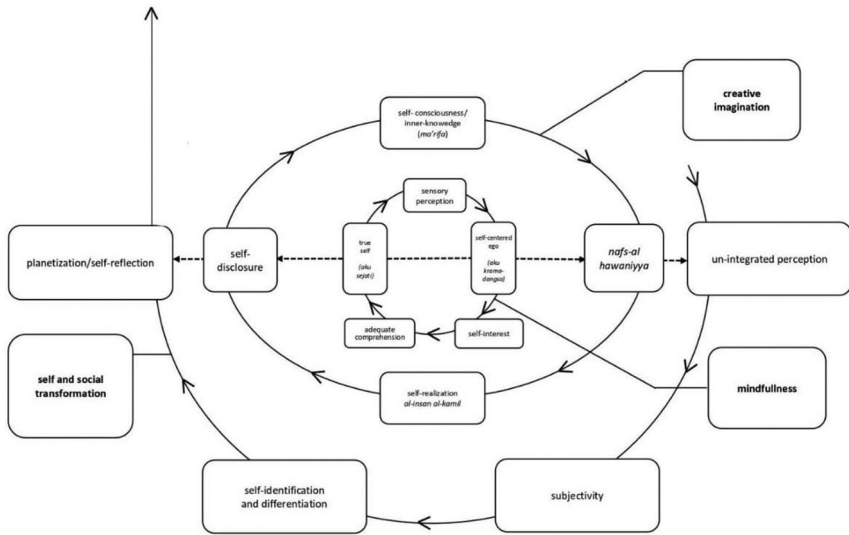 creative
imagination
self- consciousness/
inner-knowedge
(ma'rifa)
sensory
perception
planetization/self-reflection
self-
disclosure
true
self
(aku
sejati)
self-centered
ego
(aku
kramo-
dangsa)
nafs-al
hawaniyya
un-integrated perception
adequate
comprehension
self-interest
self and social
transformation
self-realization
al-insan al-kamil
mindfullness
self-identification
and differentiation
subjectivity